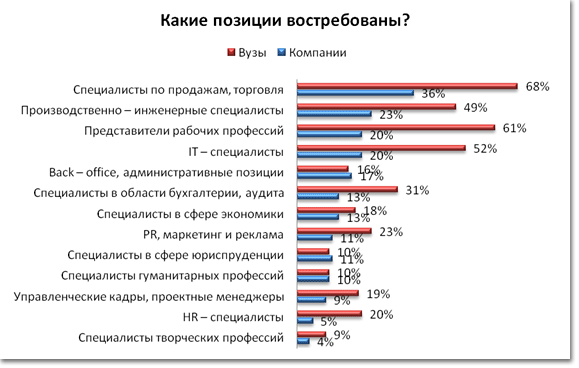 Какие позиции востребованы?
Вузы Компании
Специалисты по продажам, торговля 68% 36%
Производственно – инженерные специалисты 49% 23%
Представители рабочих профессий 61% 20%
IT – специалисты 52% 20%
Back – office, административные позиции 16% 17%
Специалисты в области бухгалтерии, аудита 31% 13%
Специалисты в сфере экономики 18% 13%
PR, маркетинг и реклама 23% 11%
Специалисты в сфере юриспруденции 10% 11%
Специалисты гуманитарных профессий 10% 10%
Управленческие кадры, проектные менеджеры 19% 9%
HR – специалисты 20% 5%
Специалисты творческих профессий 9% 4%